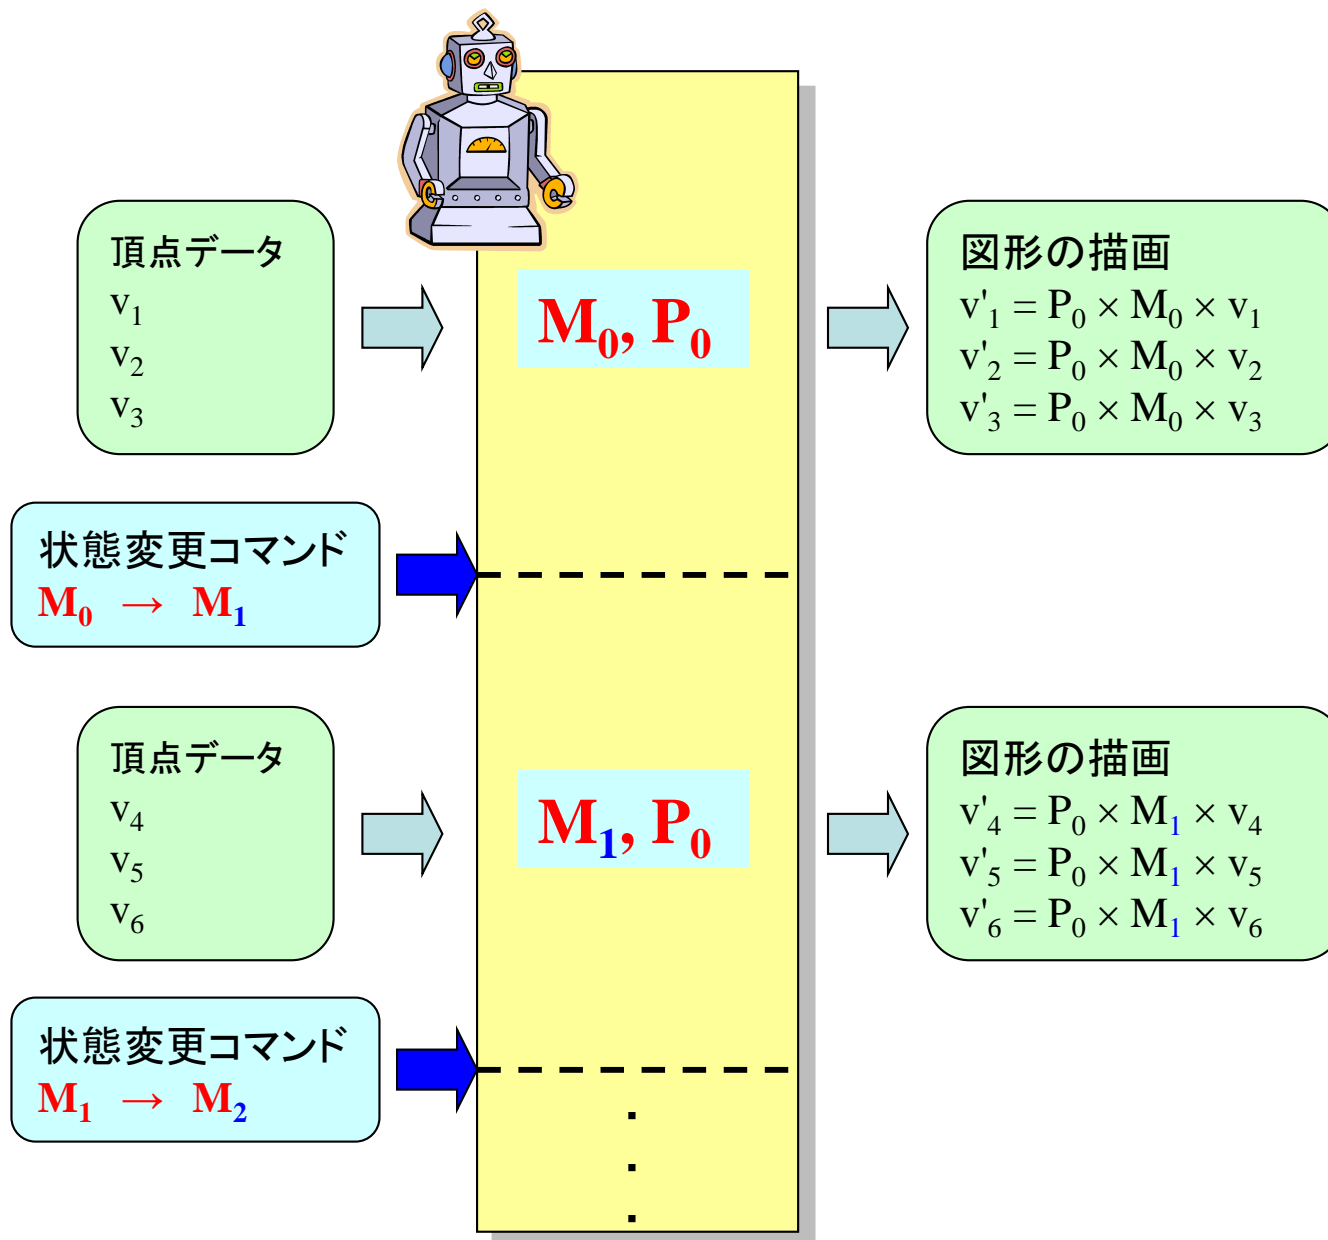 頂点データ
v₁
v₂
v₃
M₀, P₀
図形の描画
v'₁ = P₀ × M₀ × v₁
v'₂ = P₀ × M₀ × v₂
v'₃ = P₀ × M₀ × v₃
状態変更コマンド
M₀ → M₁
頂点データ
v₄
v₅
v₆
M₁, P₀
図形の描画
v'₄ = P₀ × M₁ × v₄
v'₅ = P₀ × M₁ × v₅
v'₆ = P₀ × M₁ × v₆
状態変更コマンド
M₁ → M₂
.
.
.